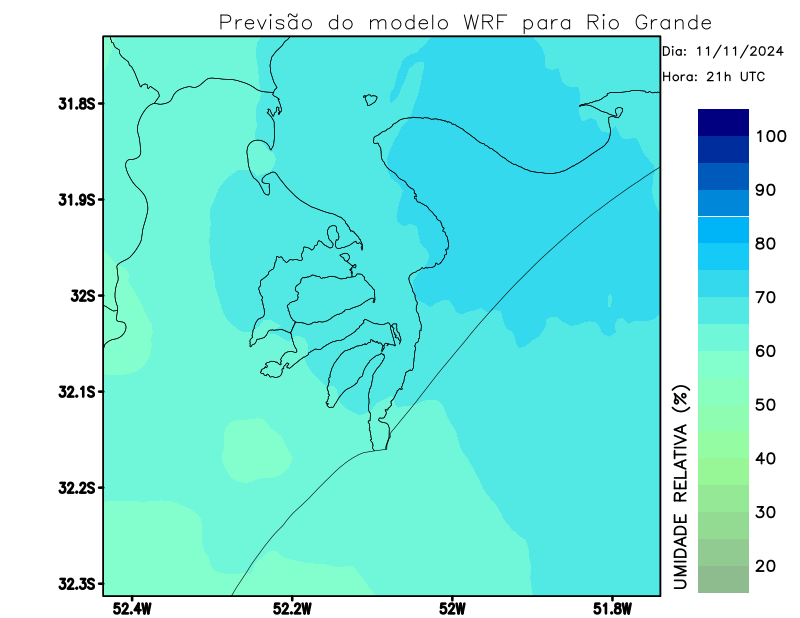 Previsão do modelo WRF para Rio Grande
Dia: 11/11/2024
Hora: 21h UTC
31.8S
31.9S
32S
32.1S
32.2S
32.3S
52.4W 52.2W 52W 51.8W
100
90
80
70
60
50
40
30
20
UMIDADE RELATIVA (%)